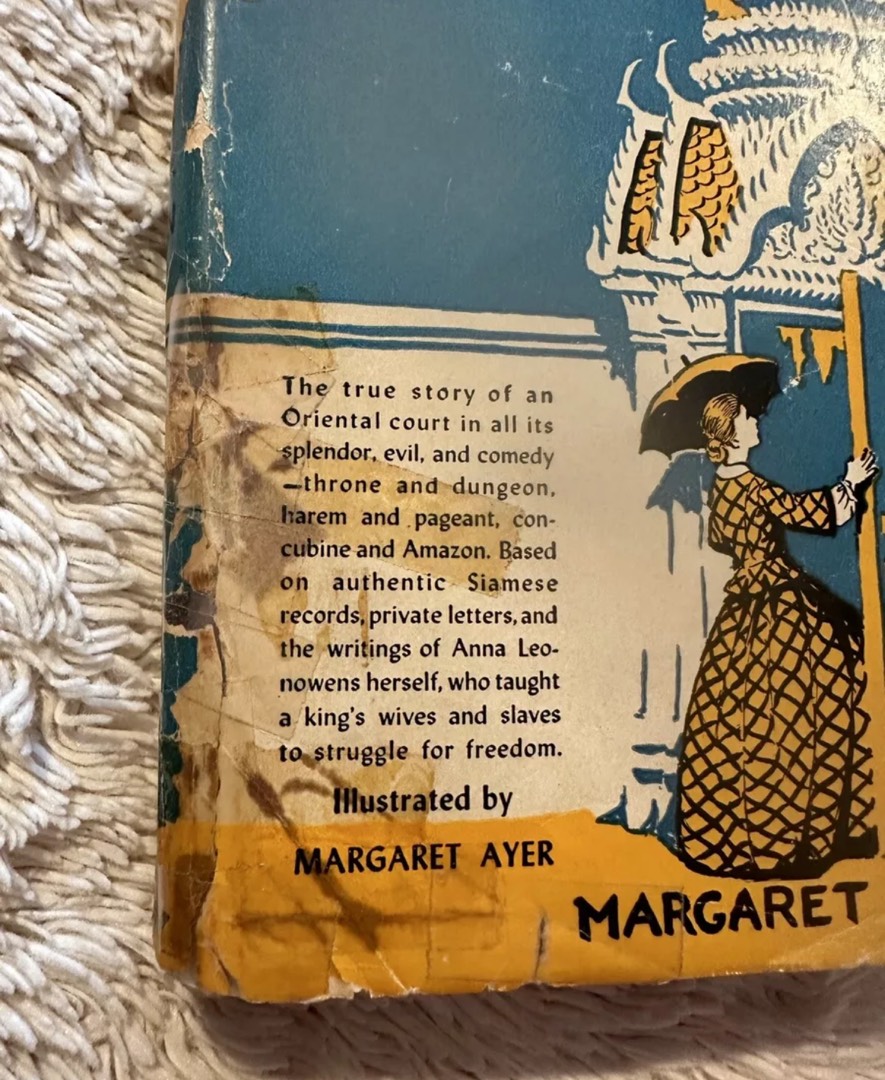 The true story of an
Oriental court in all its
splendor, evil, and comedy
—throne and dungeon,
harem and pageant, con-
cubine and Amazon. Based
on authentic Siamese
records, private letters, and
the writings of Anna Leo-
nowens herself, who taught
a king's wives and slaves
to struggle for freedom.
Illustrated by
MARGARET AYER
MARGARET